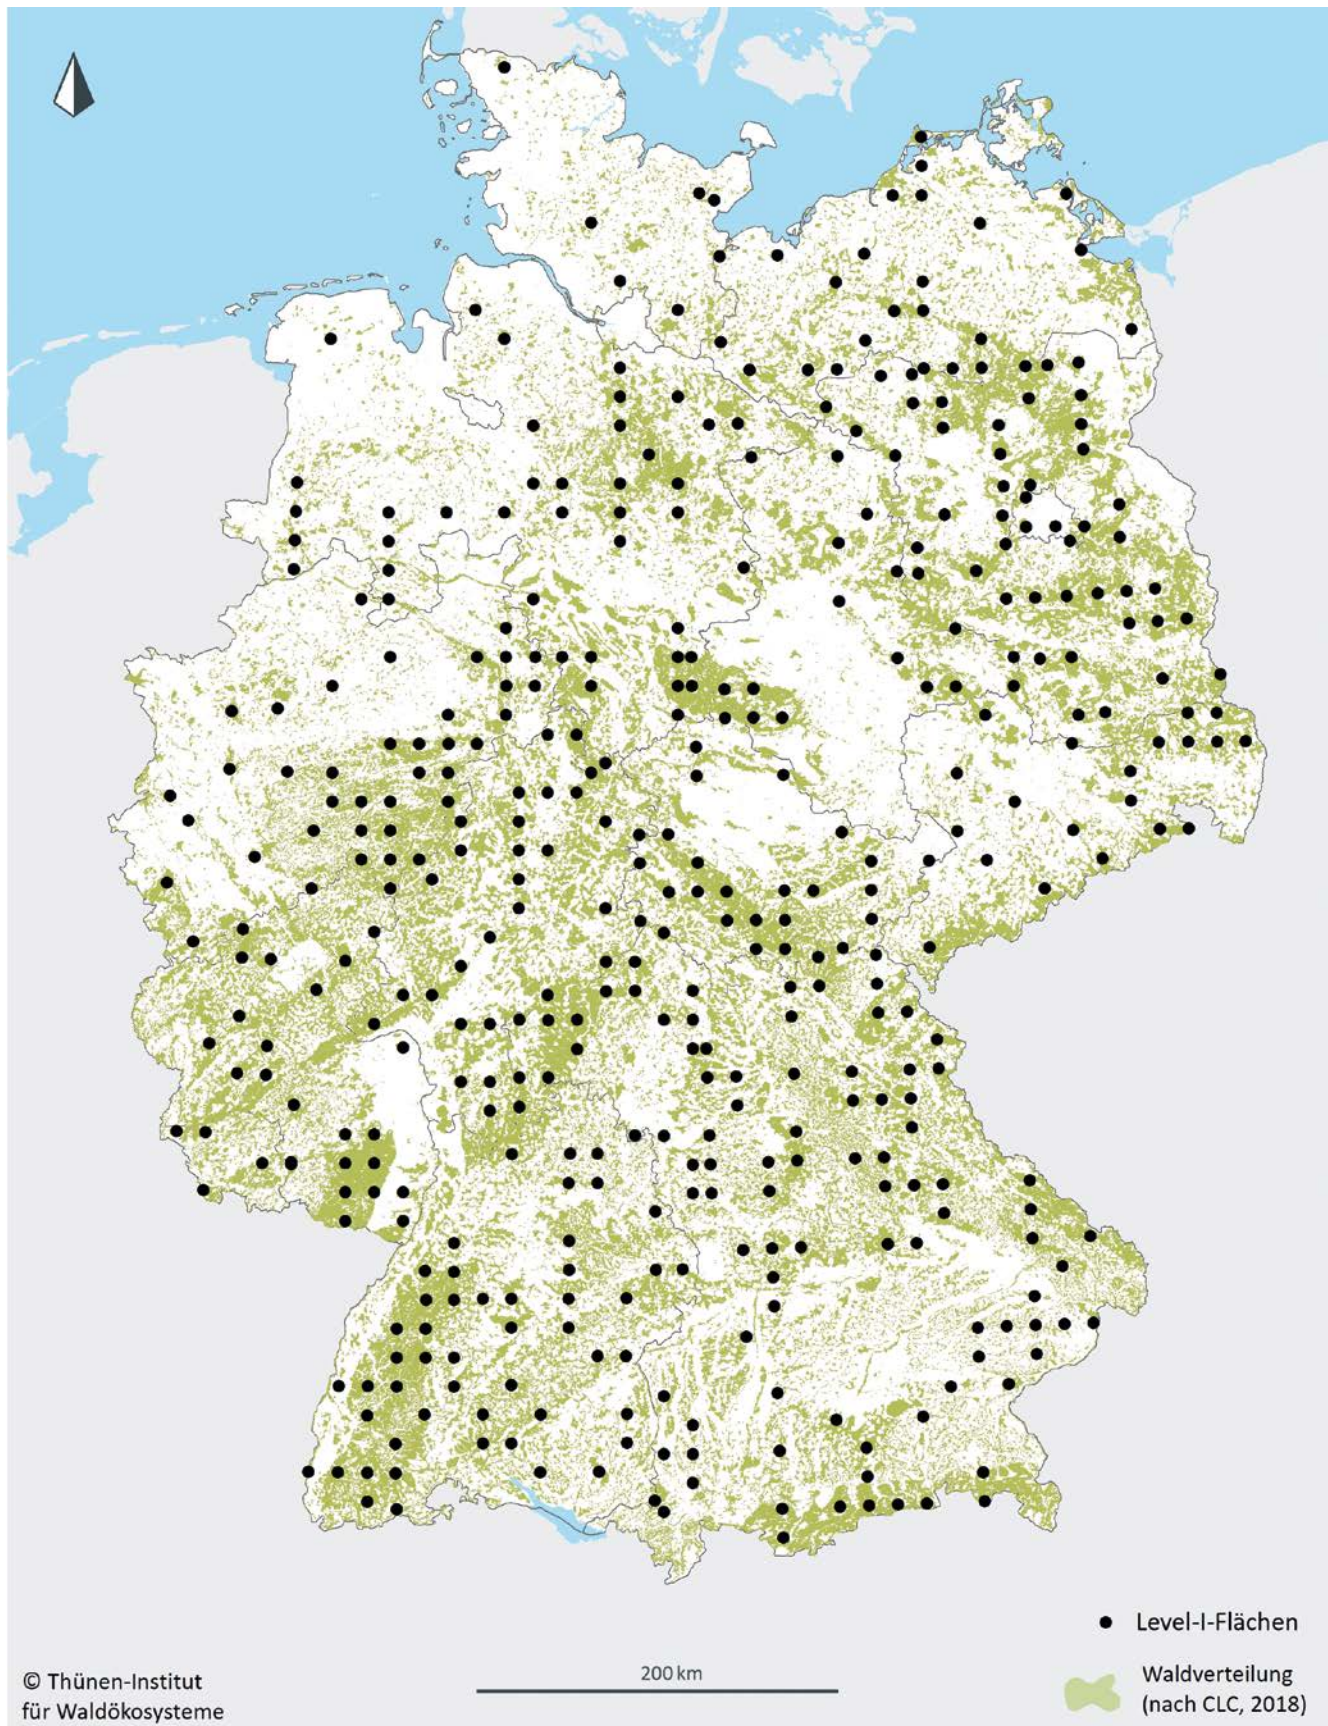 Level-I-Flächen
200 km
Waldverteilung
(nach CLC, 2018)
© Thünen-Institut
für Waldökosysteme